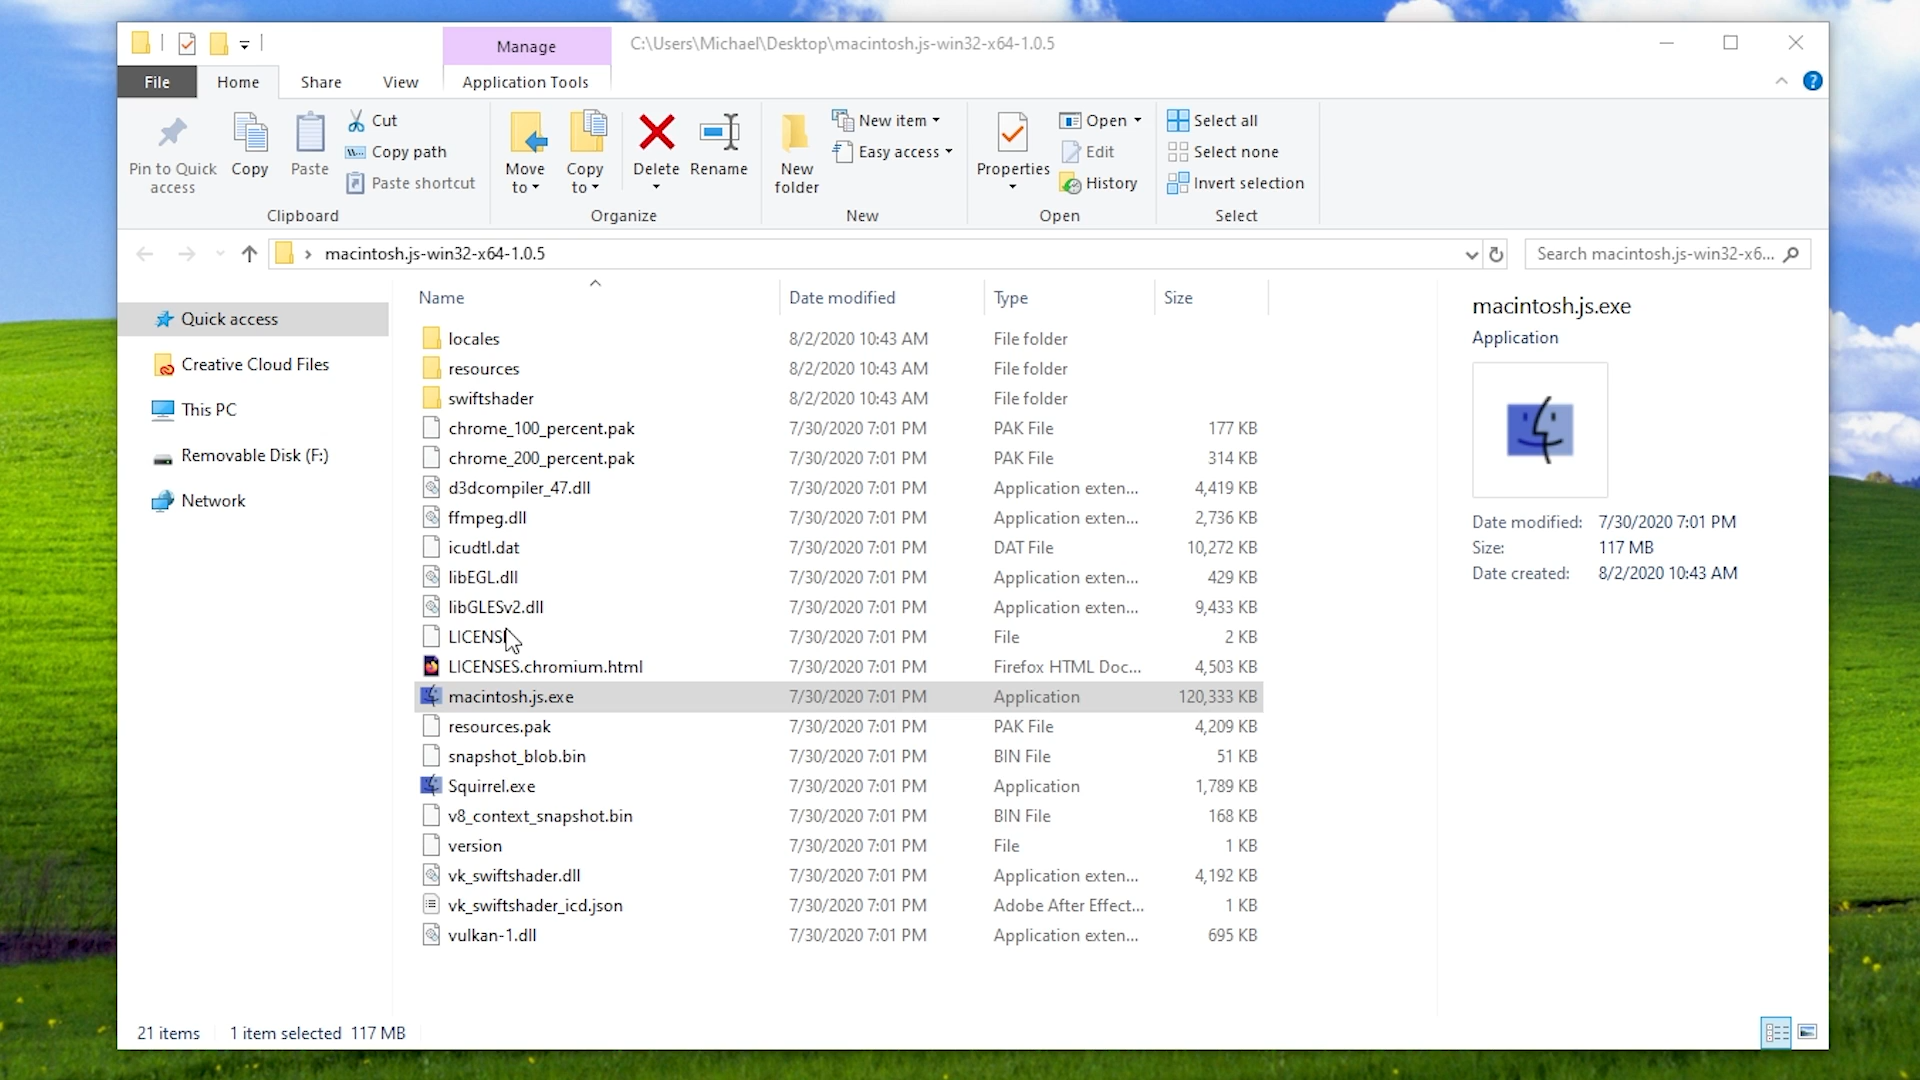 Manage
C:\Users\Michael\Desktop\macintosh.js-win32-x64-1.0.5
File
Home
Share
View
Application Tools
Pin to Quick access
Copy
Paste
Cut
Copy path
Paste shortcut
Clipboard
Move to
Copy to
Delete
Rename
Organize
New folder
New item
Easy access
New
Properties
Open
Edit
History
Open
Select all
Select none
Invert selection
Select
macintosh.js-win32-x64-1.0.5
Search macintosh.js-win32-x6...
Quick access
Creative Cloud Files
This PC
Removable Disk (F:)
Network
Name Date modified Type Size
locales 8/2/2020 10:43 AM File folder
resources 8/2/2020 10:43 AM File folder
swiftshader 8/2/2020 10:43 AM File folder
chrome_100_percent.pak 7/30/2020 7:01 PM PAK File 177 KB
chrome_200_percent.pak 7/30/2020 7:01 PM PAK File 314 KB
d3dcompiler_47.dll 7/30/2020 7:01 PM Application exten... 4,419 KB
ffmpeg.dll 7/30/2020 7:01 PM Application exten... 2,736 KB
icudtl.dat 7/30/2020 7:01 PM DAT File 10,272 KB
libEGL.dll 7/30/2020 7:01 PM Application exten... 429 KB
libGLESv2.dll 7/30/2020 7:01 PM Application exten... 9,433 KB
LICENSE 7/30/2020 7:01 PM File 2 KB
LICENSES.chromium.html 7/30/2020 7:01 PM Firefox HTML Doc... 4,503 KB
macintosh.js.exe 7/30/2020 7:01 PM Application 120,333 KB
resources.pak 7/30/2020 7:01 PM PAK File 4,209 KB
snapshot_blob.bin 7/30/2020 7:01 PM BIN File 51 KB
Squirrel.exe 7/30/2020 7:01 PM Application 1,789 KB
v8_context_snapshot.bin 7/30/2020 7:01 PM BIN File 168 KB
version 7/30/2020 7:01 PM File 1 KB
vk_swiftshader.dll 7/30/2020 7:01 PM Application exten... 4,192 KB
vk_swiftshader_icd.json 7/30/2020 7:01 PM Adobe After Effect... 1 KB
vulkan-1.dll 7/30/2020 7:01 PM Application exten... 695 KB
macintosh.js.exe
Application
Date modified: 7/30/2020 7:01 PM
Size: 117 MB
Date created: 8/2/2020 10:43 AM
21 items 1 item selected 117 MB